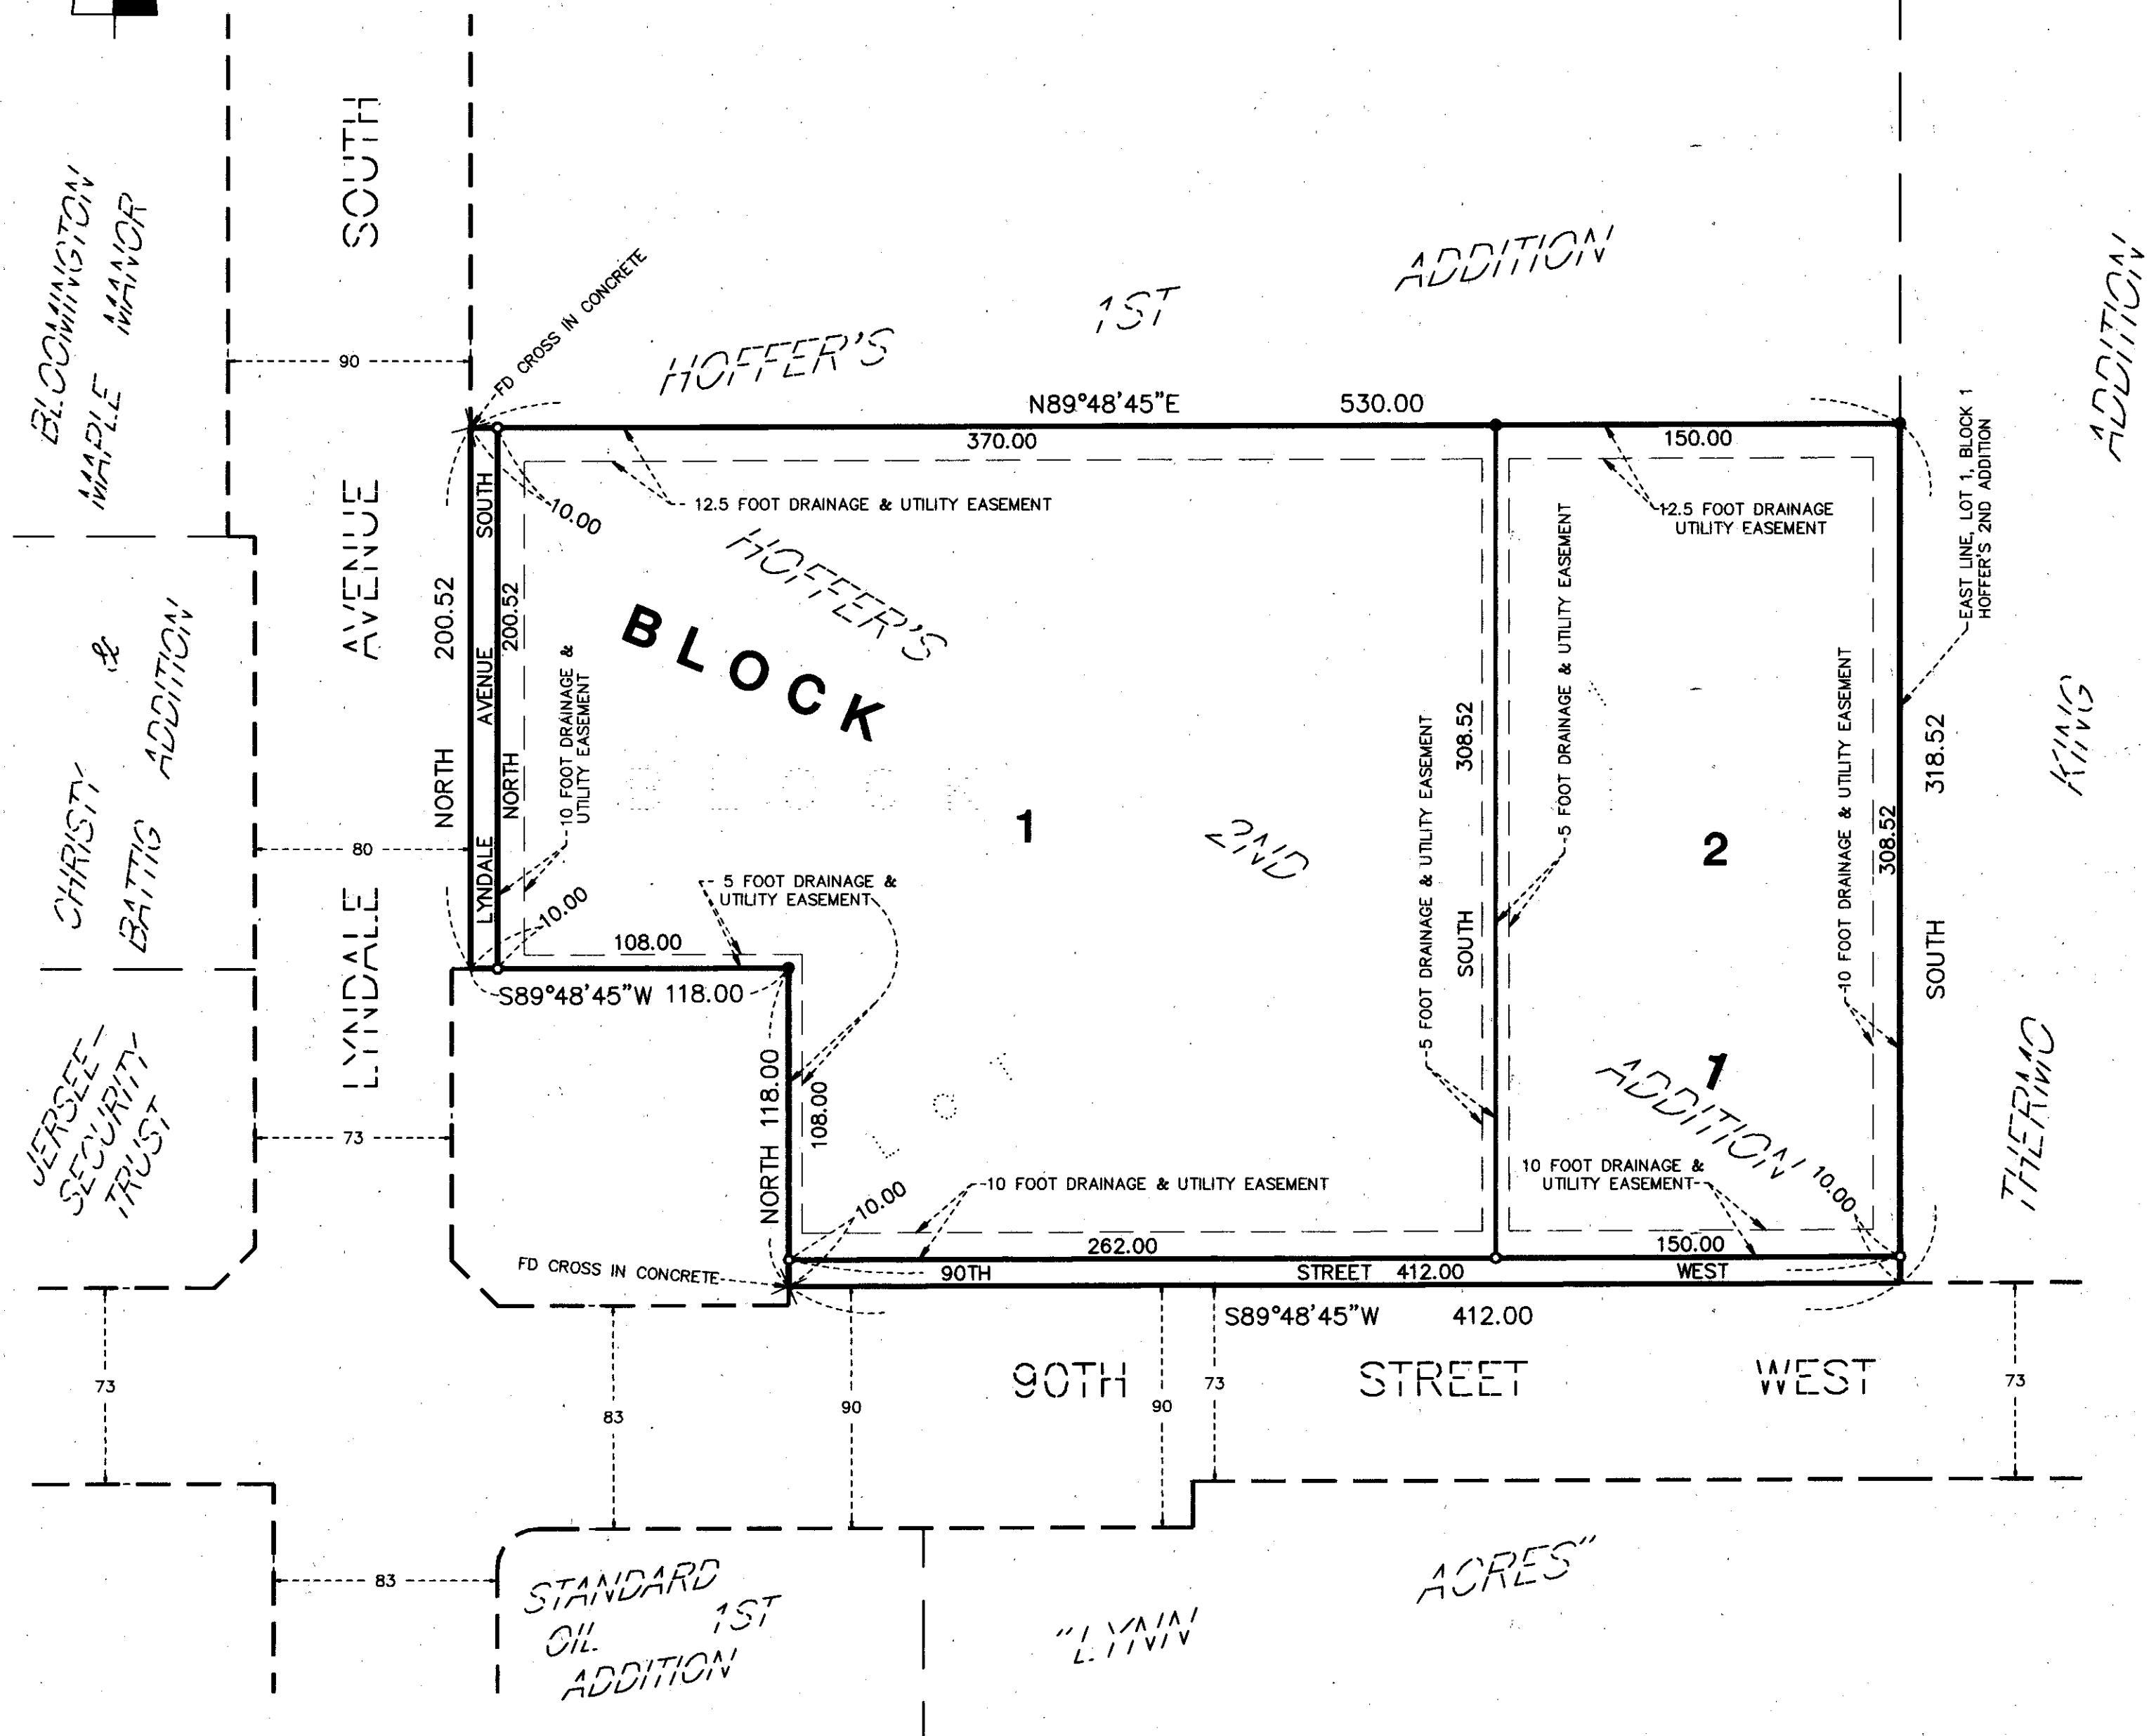 BLOOMINGTON
MAPLE MANOR
SOUTH
AVENUE
LYNDALE
90
80
73
CHRISTY &
BATTIG ADDITION
JERSEE-
SECURITY
TRUST
FD CROSS IN CONCRETE
HOFFER'S 1ST ADDITION
N89°48'45"E 530.00
370.00
150.00
12.5 FOOT DRAINAGE & UTILITY EASEMENT
12.5 FOOT DRAINAGE
UTILITY EASEMENT
10.00
NORTH 200.52
LYNDALE AVENUE SOUTH
NORTH 200.52
10 FOOT DRAINAGE &
UTILITY EASEMENT
HOFFER'S
BLOCK
BLOCK
1
2ND
2
1
ADDITION
LOT 1
5 FOOT DRAINAGE &
UTILITY EASEMENT
10.00
108.00
S89°48'45"W 118.00
NORTH 118.00
108.00
5 FOOT DRAINAGE & UTILITY EASEMENT
SOUTH 308.52
5 FOOT DRAINAGE & UTILITY EASEMENT
10 FOOT DRAINAGE & UTILITY EASEMENT
308.52
SOUTH 318.52
EAST LINE, LOT 1, BLOCK 1
HOFFER'S 2ND ADDITION
THERMO KING ADDITION
10.00
10 FOOT DRAINAGE & UTILITY EASEMENT
10 FOOT DRAINAGE &
UTILITY EASEMENT
10.00
262.00
150.00
FD CROSS IN CONCRETE
90TH STREET 412.00 WEST
S89°48'45"W 412.00
90TH STREET WEST
73
83
90
90
73
73
83
STANDARD
OIL 1ST
ADDITION
"LYNN ACRES"